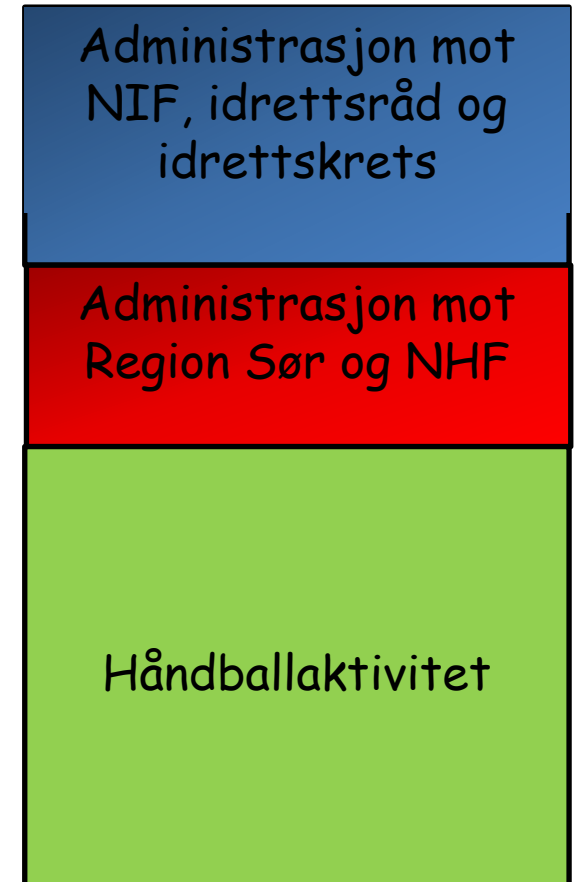 Administrasjon mot
NIF, idrettsråd og
idrettskrets
Administrasjon mot
Region Sør og NHF
Håndballaktivitet